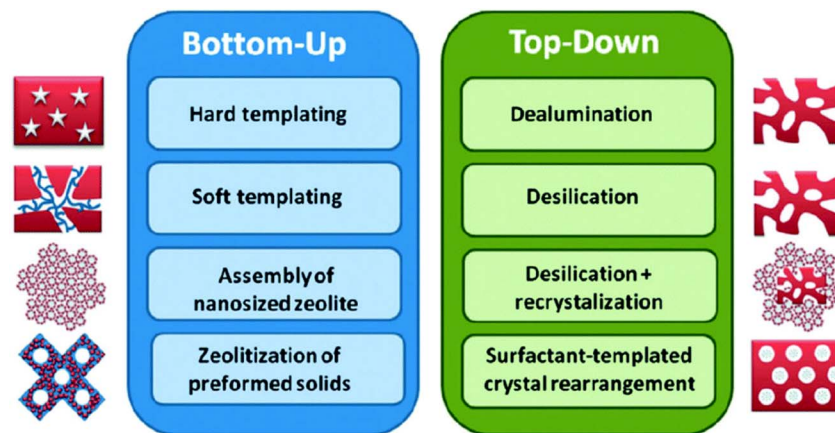 Bottom-Up
Hard templating
Soft templating
Assembly of
nanosized zeolite
Zeolitization of
preformed solids
Top-Down
Dealumination
Desilication
Desilication +
recrystalization
Surfactant-templated
crystal rearrangement